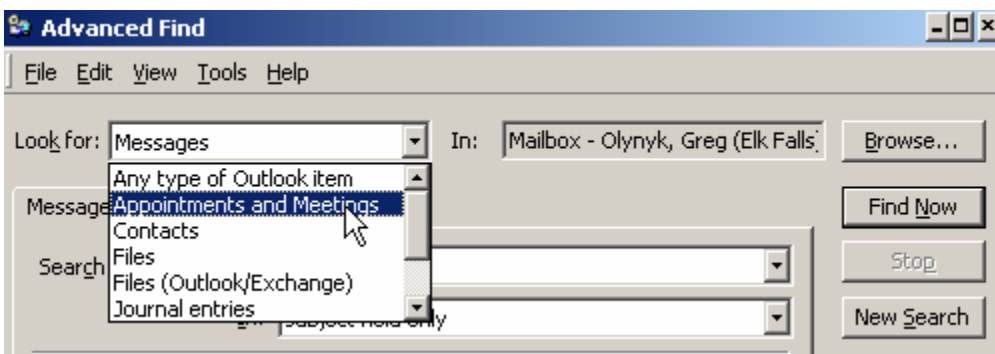 Advanced Find
File Edit View Tools Help
Look for: Messages In: Mailbox - Olynyk, Greg (Elk Falls) Browse...
Any type of Outlook item
Message Appointments and Meetings Find Now
Contacts
Search Files Stop
Files (Outlook/Exchange)
Journal entries only New Search